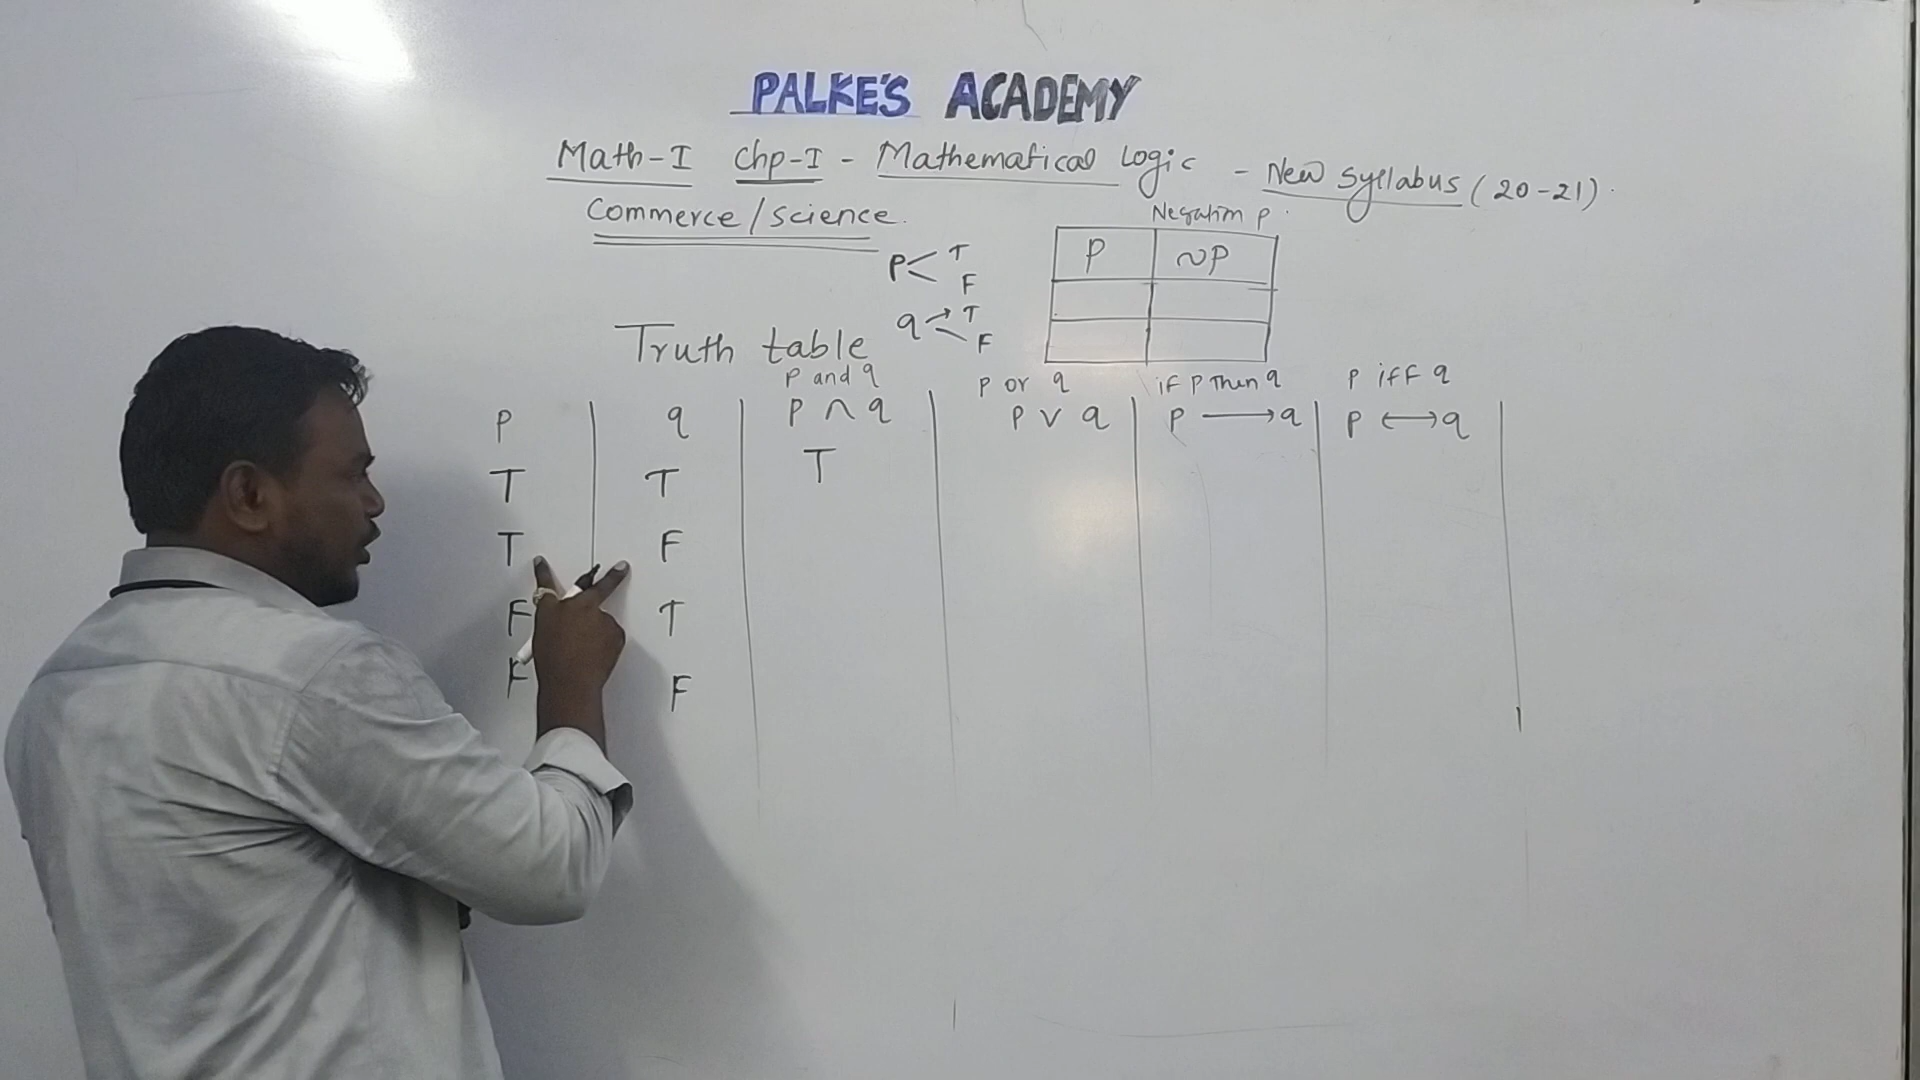 PALKE'S ACADEMY
Math-I Chp-I - Mathematical Logic - New Syllabus (20-21).
Commerce/Science.
Negation p.
p < T
F
P ~P
q → T
F
Truth table
p and q p or q if p Then q p iff q
p q p ∧ q p ∨ q p ⟶ q p ⟷ q
T T T
T F
F T
F F